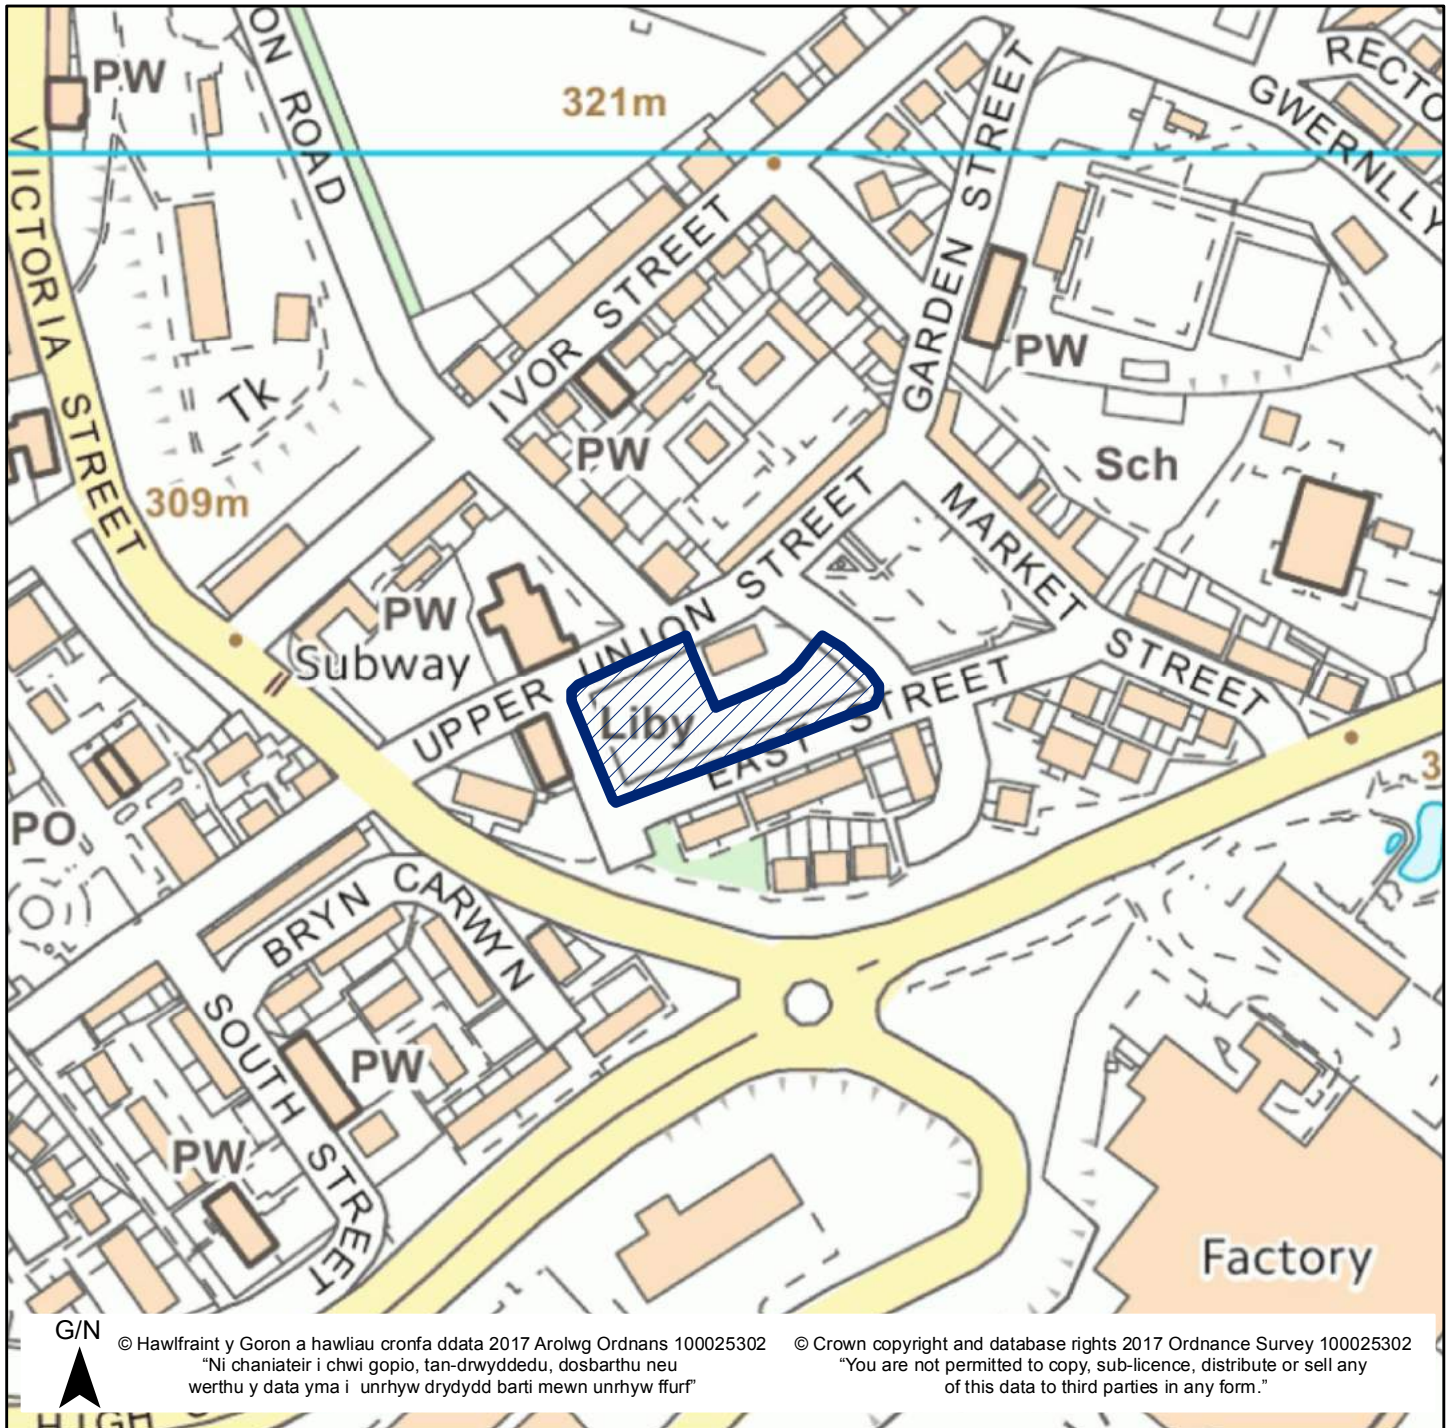 ON ROAD
PW
321m
RECTO
GWERNLLY
VICTORIA STREET
GARDEN STREET
IVOR STREET
PW
Tk
PW
Sch
309m
MARKET STREET
PW
Subway
UPPER UNION STREET
Liby
EAST STREET
3
PO
BRYN CARWYN
SOUTH STREET
PW
PW
Factory
G/N
© Hawlfraint y Goron a hawliau cronfa ddata 2017 Arolwg Ordnans 100025302
“Ni chaniateir i chwi gopio, tan-drwyddedu, dosbarthu neu
werthu y data yma i unrhyw drydydd barti mewn unrhyw ffurf”
© Crown copyright and database rights 2017 Ordnance Survey 100025302
“You are not permitted to copy, sub-licence, distribute or sell any
of this data to third parties in any form.”
HIGH